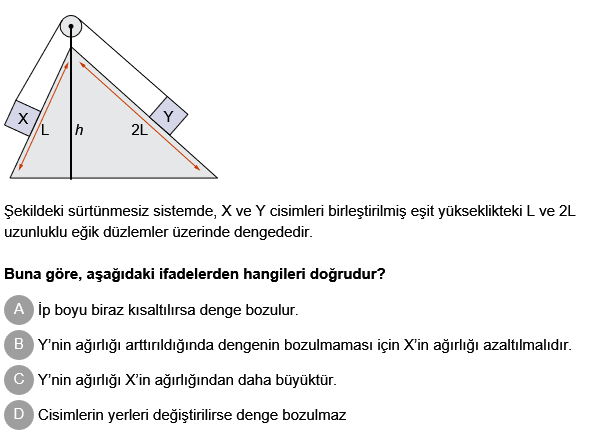 X
L
h
2L
Y
Şekildeki sürtünmesiz sistemde, X ve Y cisimleri birleştirilmiş eşit yükseklikteki L ve 2L
uzunluklu eğik düzlemler üzerinde dengededir.
Buna göre, aşağıdaki ifadelerden hangileri doğrudur?
A İp boyu biraz kısaltılırsa denge bozulur.
B Y’nin ağırlığı arttırıldığında dengenin bozulmaması için X’in ağırlığı azaltılmalıdır.
C Y’nin ağırlığı X’in ağırlığından daha büyüktür.
D Cisimlerin yerleri değiştirilirse denge bozulmaz